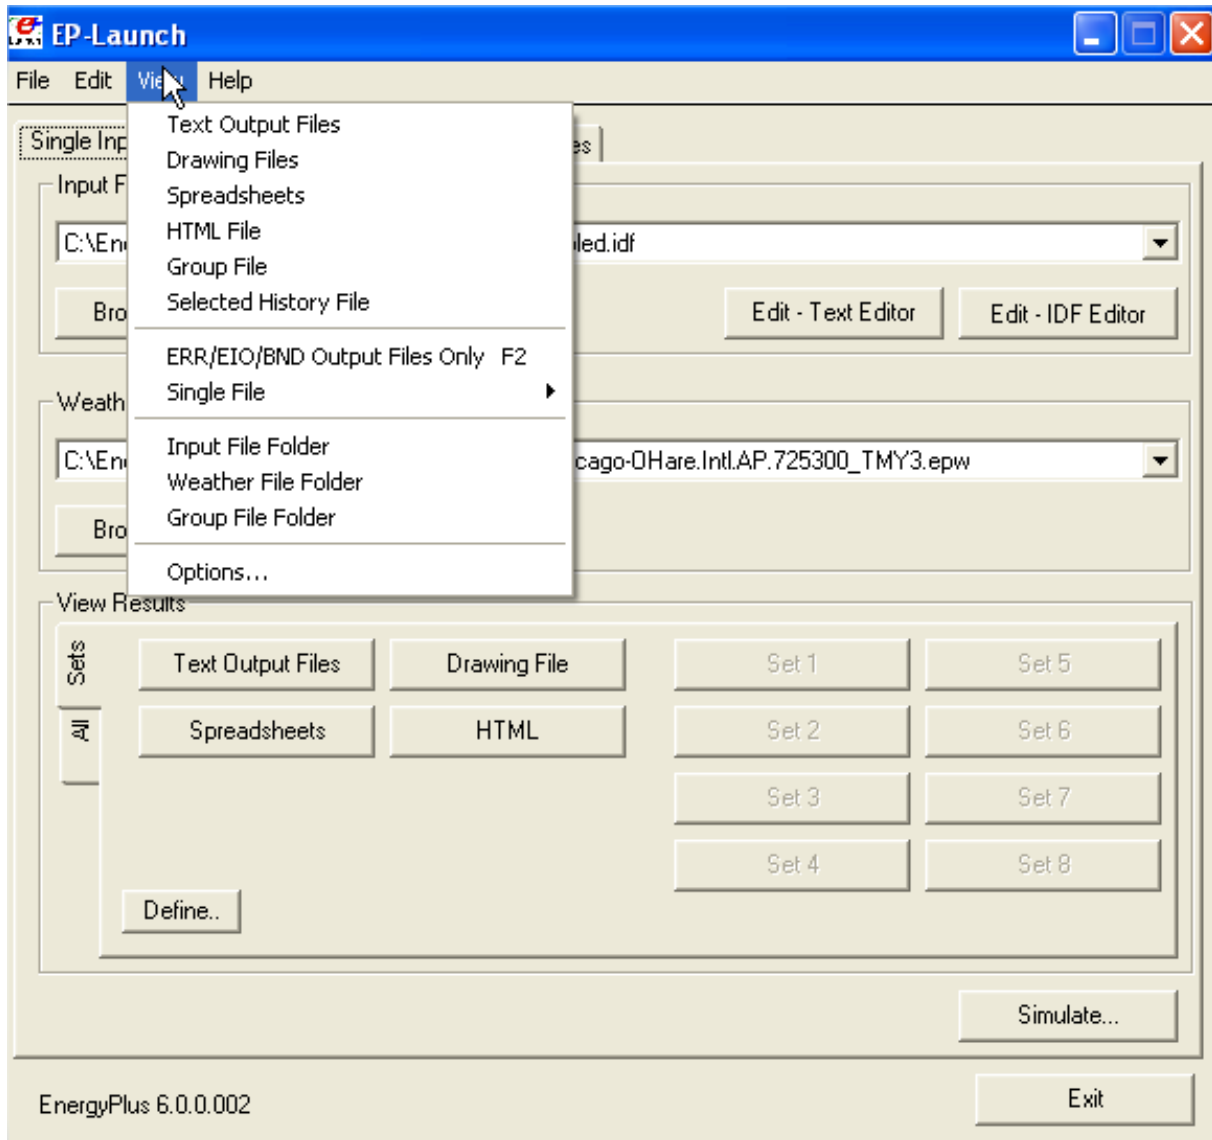 EP-Launch
File Edit View Help
Text Output Files
Drawing Files
Spreadsheets
HTML File
Group File
Selected History File
ERR/EIO/BND Output Files Only F2
Single File
Input File Folder
Weather File Folder
Group File Folder
Options...
Single Inp
es
Input F
C:\En
led.idf
Bro
Edit - Text Editor
Edit - IDF Editor
Weath
C:\En
cago-OHare.Intl.AP.725300_TMY3.epw
Bro
View Results
Sets
All
Text Output Files
Drawing File
Set 1
Set 5
Spreadsheets
HTML
Set 2
Set 6
Set 3
Set 7
Set 4
Set 8
Define..
Simulate...
EnergyPlus 6.0.0.002
Exit